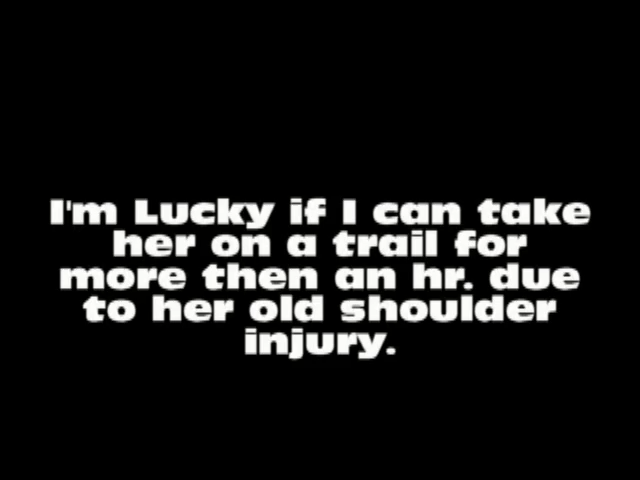 I'm Lucky if I can take
her on a trail for
more then an hr. due
to her old shoulder
injury.